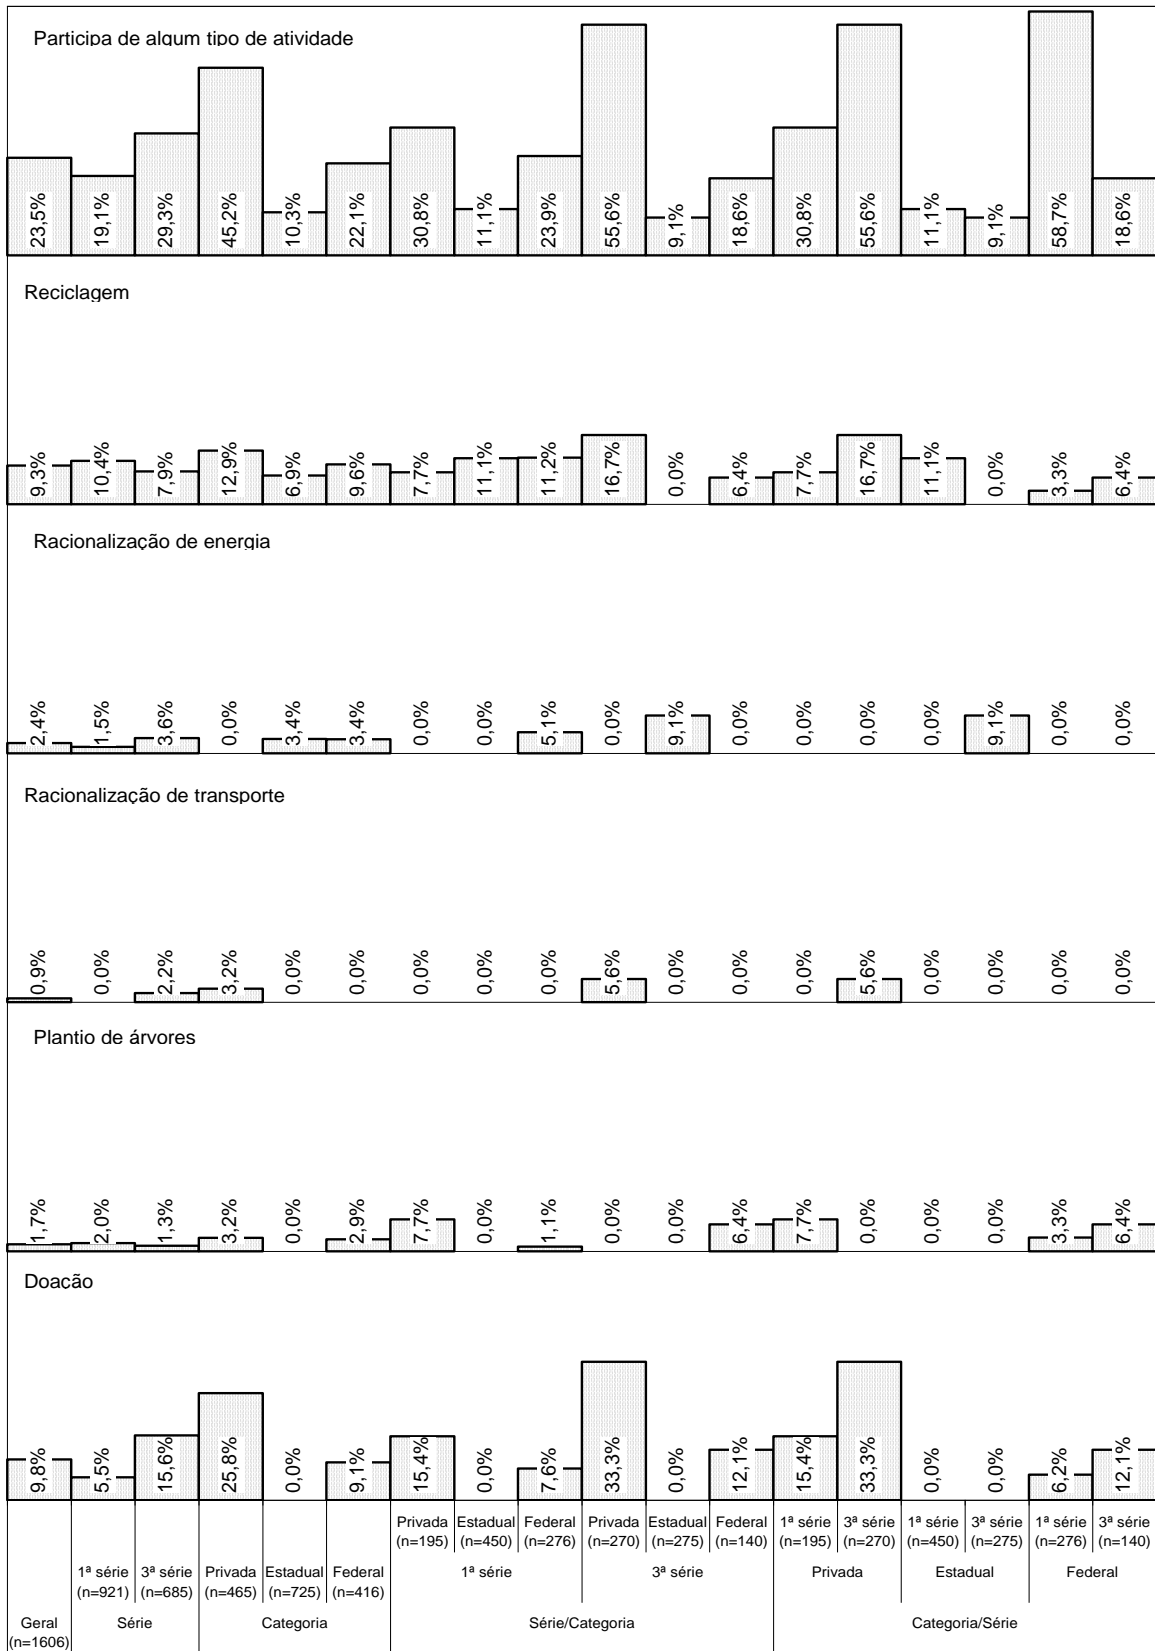 Participa de algum tipo de atividade
23,5% 19,1% 29,3% 45,2% 10,3% 22,1% 30,8% 11,1% 23,9% 55,6% 9,1% 18,6% 30,8% 55,6% 11,1% 9,1% 58,7% 18,6%
Reciclagem
9,3% 10,4% 7,9% 12,9% 6,9% 9,6% 7,7% 11,1% 11,2% 16,7% 0,0% 6,4% 7,7% 16,7% 11,1% 0,0% 3,3% 6,4%
Racionalização de energia
2,4% 1,5% 3,6% 0,0% 3,4% 3,4% 0,0% 0,0% 5,1% 0,0% 9,1% 0,0% 0,0% 0,0% 0,0% 9,1% 0,0% 0,0%
Racionalização de transporte
0,9% 0,0% 2,2% 3,2% 0,0% 0,0% 0,0% 0,0% 0,0% 5,6% 0,0% 0,0% 0,0% 5,6% 0,0% 0,0% 0,0% 0,0%
Plantio de árvores
1,7% 2,0% 1,3% 3,2% 0,0% 2,9% 7,7% 0,0% 1,1% 0,0% 0,0% 6,4% 7,7% 0,0% 0,0% 0,0% 3,3% 6,4%
Doação
9,8% 5,5% 15,6% 25,8% 0,0% 9,1% 15,4% 0,0% 7,6% 33,3% 0,0% 12,1% 15,4% 33,3% 0,0% 0,0% 6,2% 12,1%
Privada Estadual Federal Privada Estadual Federal 1ª série 3ª série 1ª série 3ª série 1ª série 3ª série
(n=195) (n=450) (n=276) (n=270) (n=275) (n=140) (n=195) (n=270) (n=450) (n=275) (n=276) (n=140)
1ª série 3ª série Privada Estadual Federal 1ª série 3ª série Privada Estadual Federal
(n=921) (n=685) (n=465) (n=725) (n=416)
Geral Série Categoria Série/Categoria Categoria/Série
(n=1606)